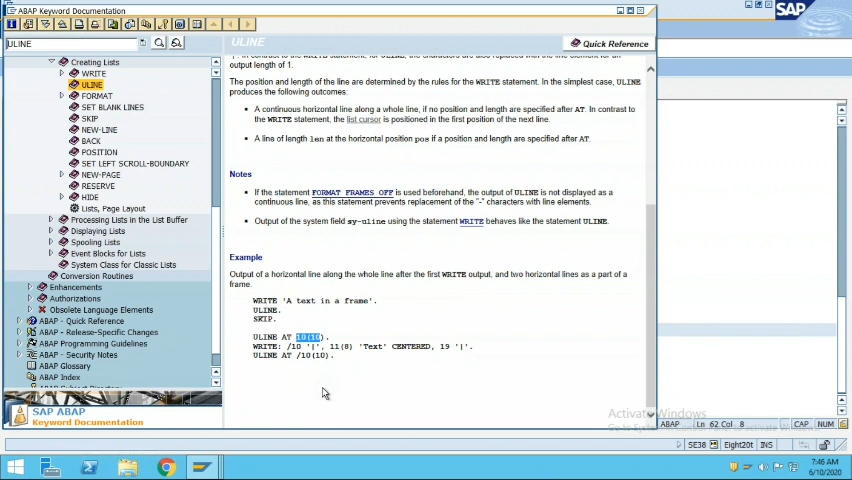 ABAP Keyword Documentation
SAP
ULINE
ULINE
Quick Reference
Creating Lists
WRITE
ULINE
FORMAT
SET BLANK LINES
SKIP
NEW-LINE
BACK
POSITION
SET LEFT SCROLL-BOUNDARY
NEW-PAGE
RESERVE
HIDE
Lists, Page Layout
Processing Lists in the List Buffer
Displaying Lists
Spooling Lists
Event Blocks for Lists
System Class for Classic Lists
Conversion Routines
Enhancements
Authorizations
Obsolete Language Elements
ABAP - Quick Reference
ABAP - Release-Specific Changes
ABAP Programming Guidelines
ABAP - Security Notes
ABAP Glossary
ABAP Index
SAP ABAP
Keyword Documentation
output length of 1.
The position and length of the line are determined by the rules for the WRITE statement. In the simplest case, ULINE
produces the following outcomes:
• A continuous horizontal line along a whole line, if no position and length are specified after AT. In contrast to
the WRITE statement, the list cursor is positioned in the first position of the next line.
• A line of length len at the horizontal position pos if a position and length are specified after AT.
Notes
• If the statement FORMAT FRAMES OFF is used beforehand, the output of ULINE is not displayed as a
continuous line, as this statement prevents replacement of the "-" characters with line elements.
• Output of the system field sy-uline using the statement WRITE behaves like the statement ULINE.
Example
Output of a horizontal line along the whole line after the first WRITE output, and two horizontal lines as a part of a
frame.
WRITE 'A text in a frame'.
ULINE.
SKIP.
ULINE AT 10(10).
WRITE: /10 '|', 11(8) 'Text' CENTERED, 19 '|'.
ULINE AT /10(10).
Activate Windows
ABAP Ln 62 Col 8 CAP NUM
SE38 Eight20t INS
7:46 AM
6/10/2020